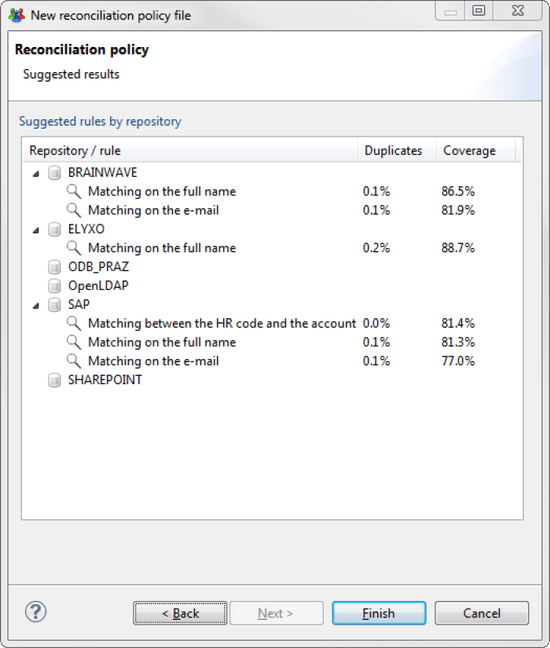 New reconciliation policy file
Reconciliation policy
Suggested results
Suggested rules by repository
Repository / rule Duplicates Coverage
BRAINWAVE
Matching on the full name 0.1% 86.5%
Matching on the e-mail 0.1% 81.9%
ELYXO
Matching on the full name 0.2% 88.7%
ODB_PRAZ
OpenLDAP
SAP
Matching between the HR code and the account 0.0% 81.4%
Matching on the full name 0.1% 81.3%
Matching on the e-mail 0.1% 77.0%
SHAREPOINT
? < Back Next > Finish Cancel